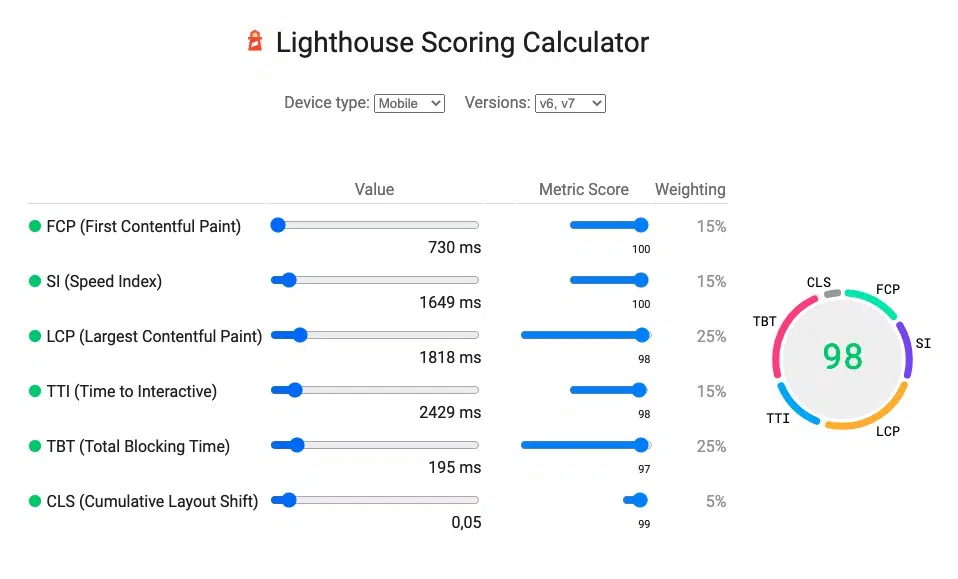 Lighthouse Scoring Calculator
Device type: Mobile Versions: v6, v7
Value Metric Score Weighting
FCP (First Contentful Paint) 15%
730 ms 100
SI (Speed Index) 15%
1649 ms 100
LCP (Largest Contentful Paint) 25%
1818 ms 98
TTI (Time to Interactive) 15%
2429 ms 98
TBT (Total Blocking Time) 25%
195 ms 97
CLS (Cumulative Layout Shift) 5%
0,05 99
CLS FCP
TBT
SI
98
TTI
LCP